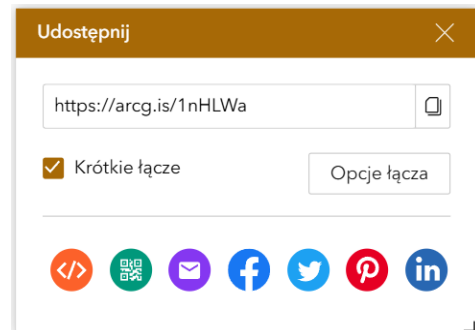 Udostępnij
https://arcg.is/1nHLWa
Krótkie łącze
Opcje łącza